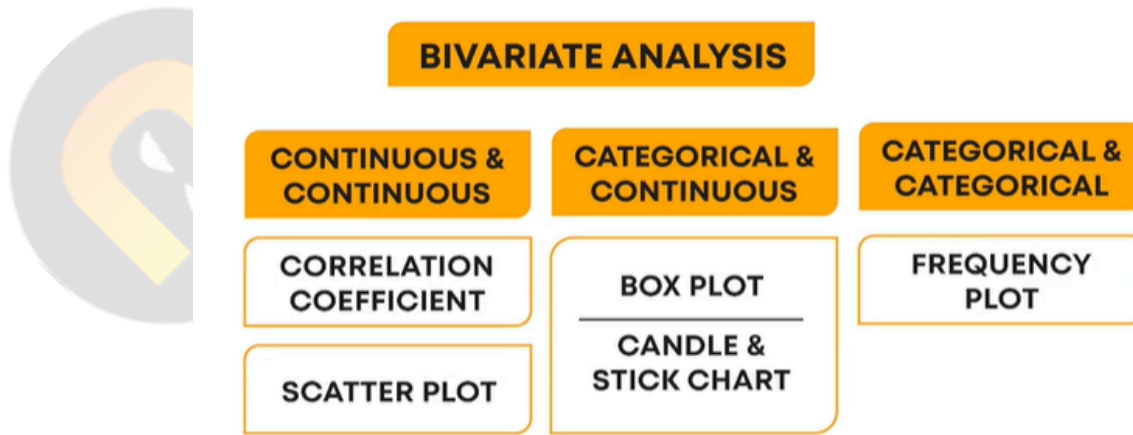 BIVARIATE ANALYSIS
CONTINUOUS &
CONTINUOUS
CORRELATION
COEFFICIENT
SCATTER PLOT
CATEGORICAL &
CONTINUOUS
BOX PLOT
CANDLE &
STICK CHART
CATEGORICAL &
CATEGORICAL
FREQUENCY
PLOT